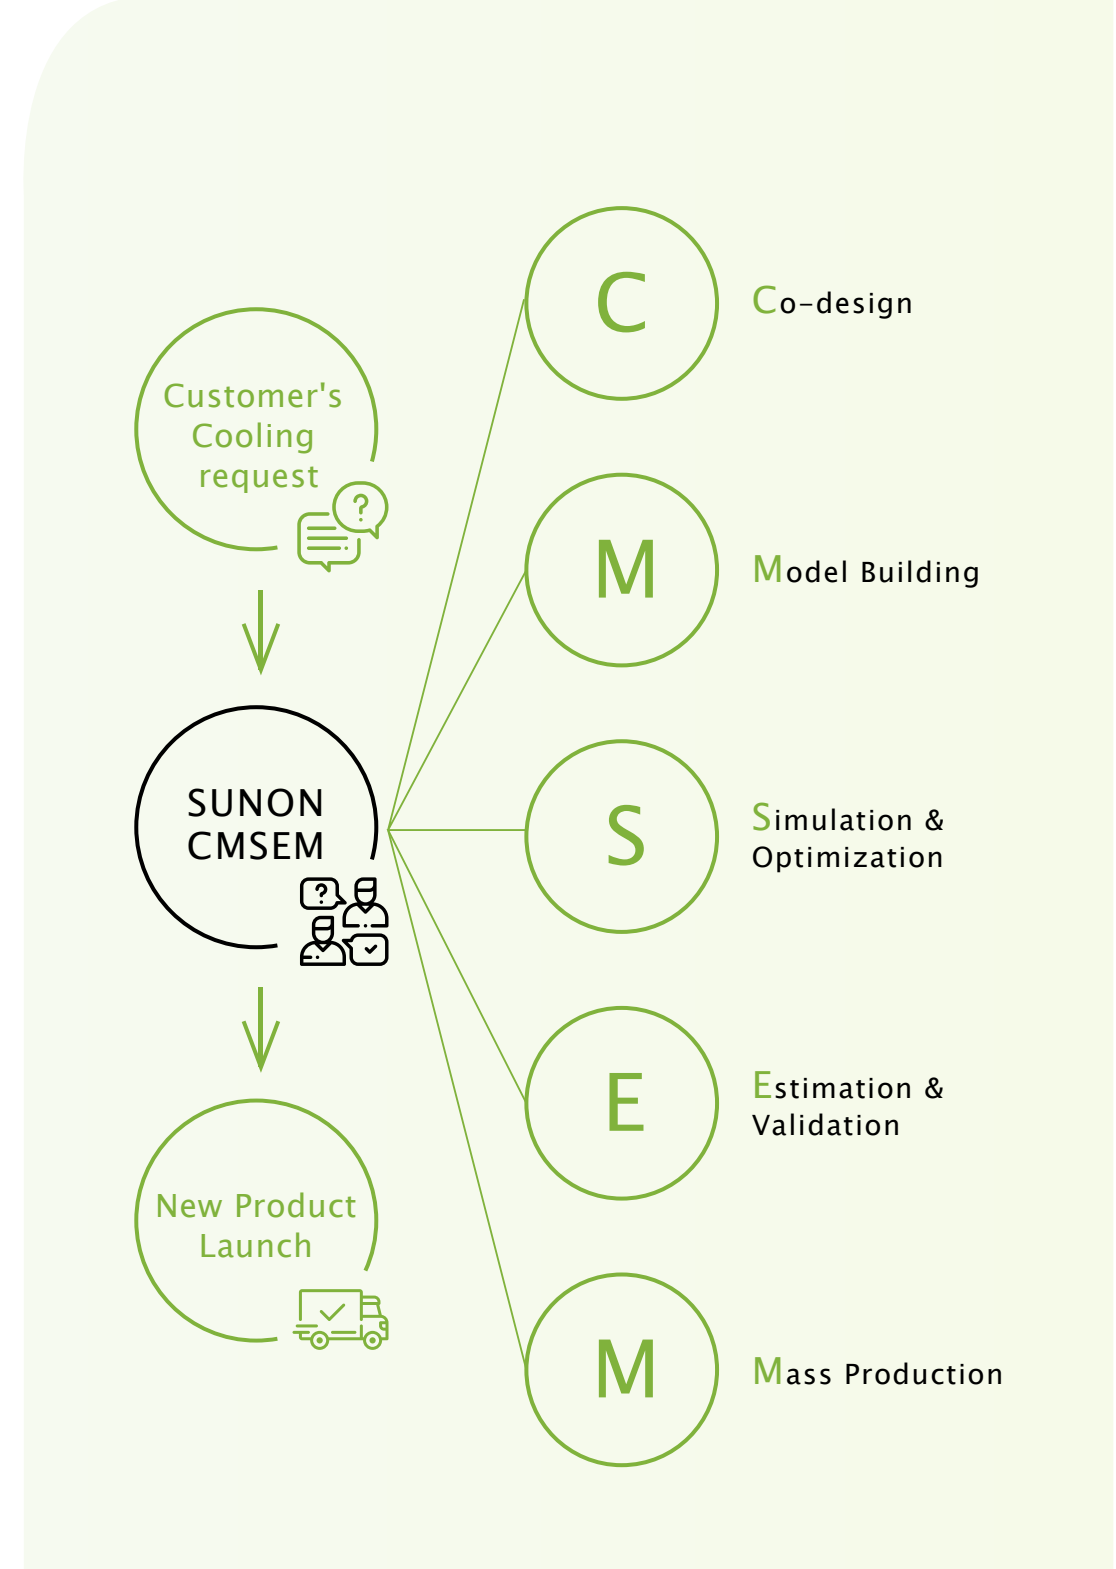 Customer's
Cooling
request
?
SUNON
CMSEM
?
New Product
Launch
C
Co-design
M
Model Building
S
Simulation &
Optimization
E
Estimation &
Validation
M
Mass Production